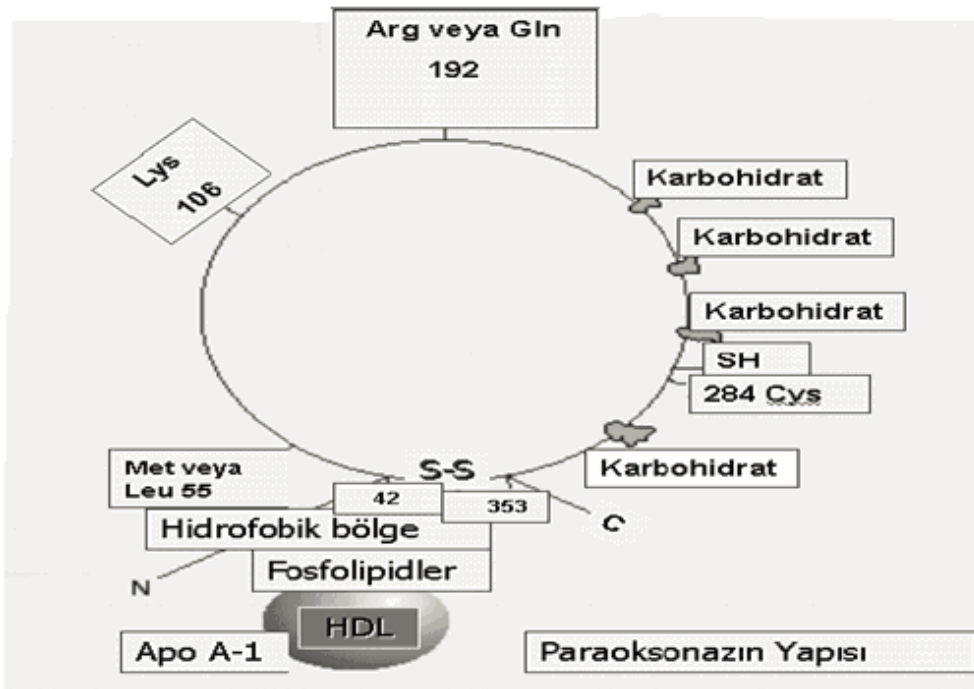 Arg veya Gln
192
Lys
106
Karbohidrat
Karbohidrat
Karbohidrat
SH
284 Cys
Karbohidrat
Met veya
Leu 55
S-S
42
353
C
Hidrofobik bölge
N
Fosfolipidler
HDL
Apo A-1
Paraoksonazın Yapısı